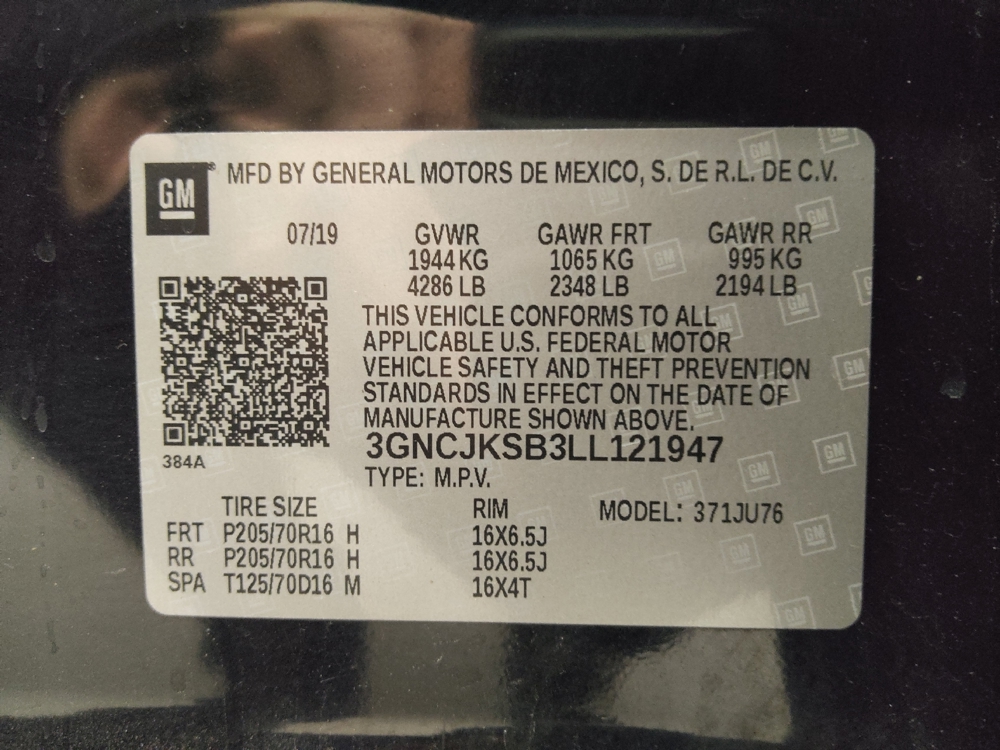 GM® MFD BY GENERAL MOTORS DE MEXICO, S. DE R.L. DE C.V.
07/19 GVWR GAWR FRT GAWR RR
1944 KG 1065 KG 995 KG
4286 LB 2348 LB 2194 LB
THIS VEHICLE CONFORMS TO ALL
APPLICABLE U.S. FEDERAL MOTOR
VEHICLE SAFETY AND THEFT PREVENTION
STANDARDS IN EFFECT ON THE DATE OF
MANUFACTURE SHOWN ABOVE.
3GNCJKSB3LL121947
384A
TYPE: M.P.V.
TIRE SIZE RIM MODEL: 371JU76
FRT P205/70R16 H 16X6.5J
RR P205/70R16 H 16X6.5J
SPA T125/70D16 M 16X4T